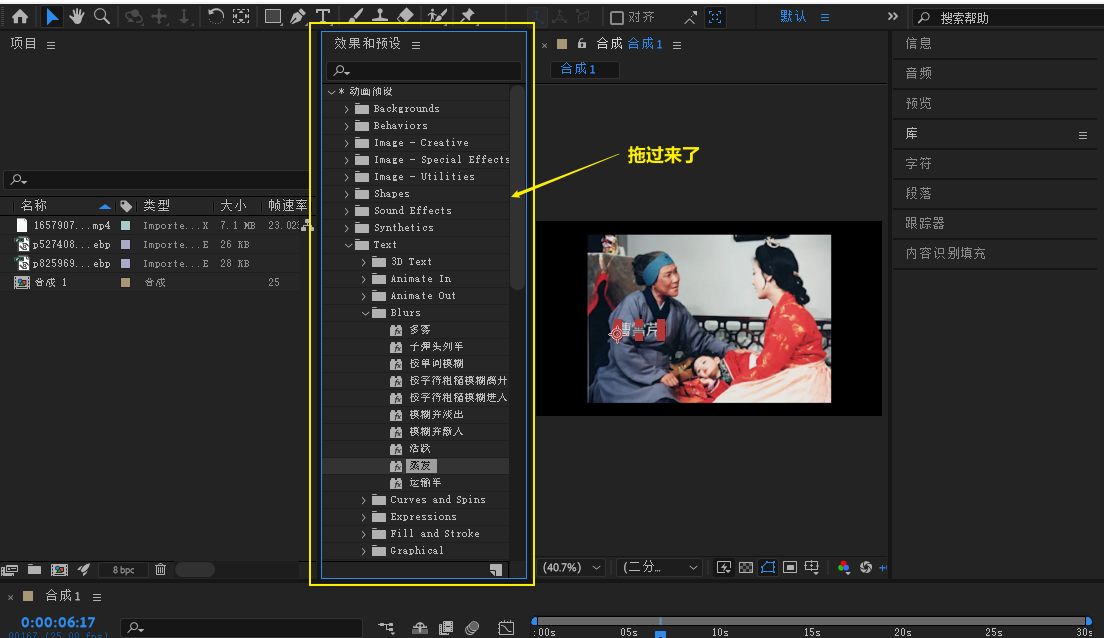 对齐
默认
搜索帮助
项目
名称
类型
大小
帧速率
1657907...mp4
Importe...X
7.1 MB
p527408...ebp
Importe...E
26 KB
p825969...ebp
Importe...E
28 KB
合成 1
合成
25
8 bpc
效果和预设
* 动画预设
Backgrounds
Behaviors
Image - Creative
Image - Special Effects
Image - Utilities
Shapes
Sound Effects
Synthetics
Text
3D Text
Animate In
Animate Out
Blurs
多雾
子弹头列车
按单词模糊
按字符粗糙模糊离开
按字符粗糙模糊进入
模糊并淡出
模糊并融入
蒸发
运输车
Curves and Spins
Expressions
Fill and Stroke
Graphical
拖过来了
合成 合成 1
合成 1
曹雪芹
(40.7%)
(二分...
信息
音频
预览
库
字符
段落
跟踪器
内容识别填充
合成 1
0:00:06:17
00167 (25.00 fps)
:00s
05s
10s
15s
20s
25s
30s